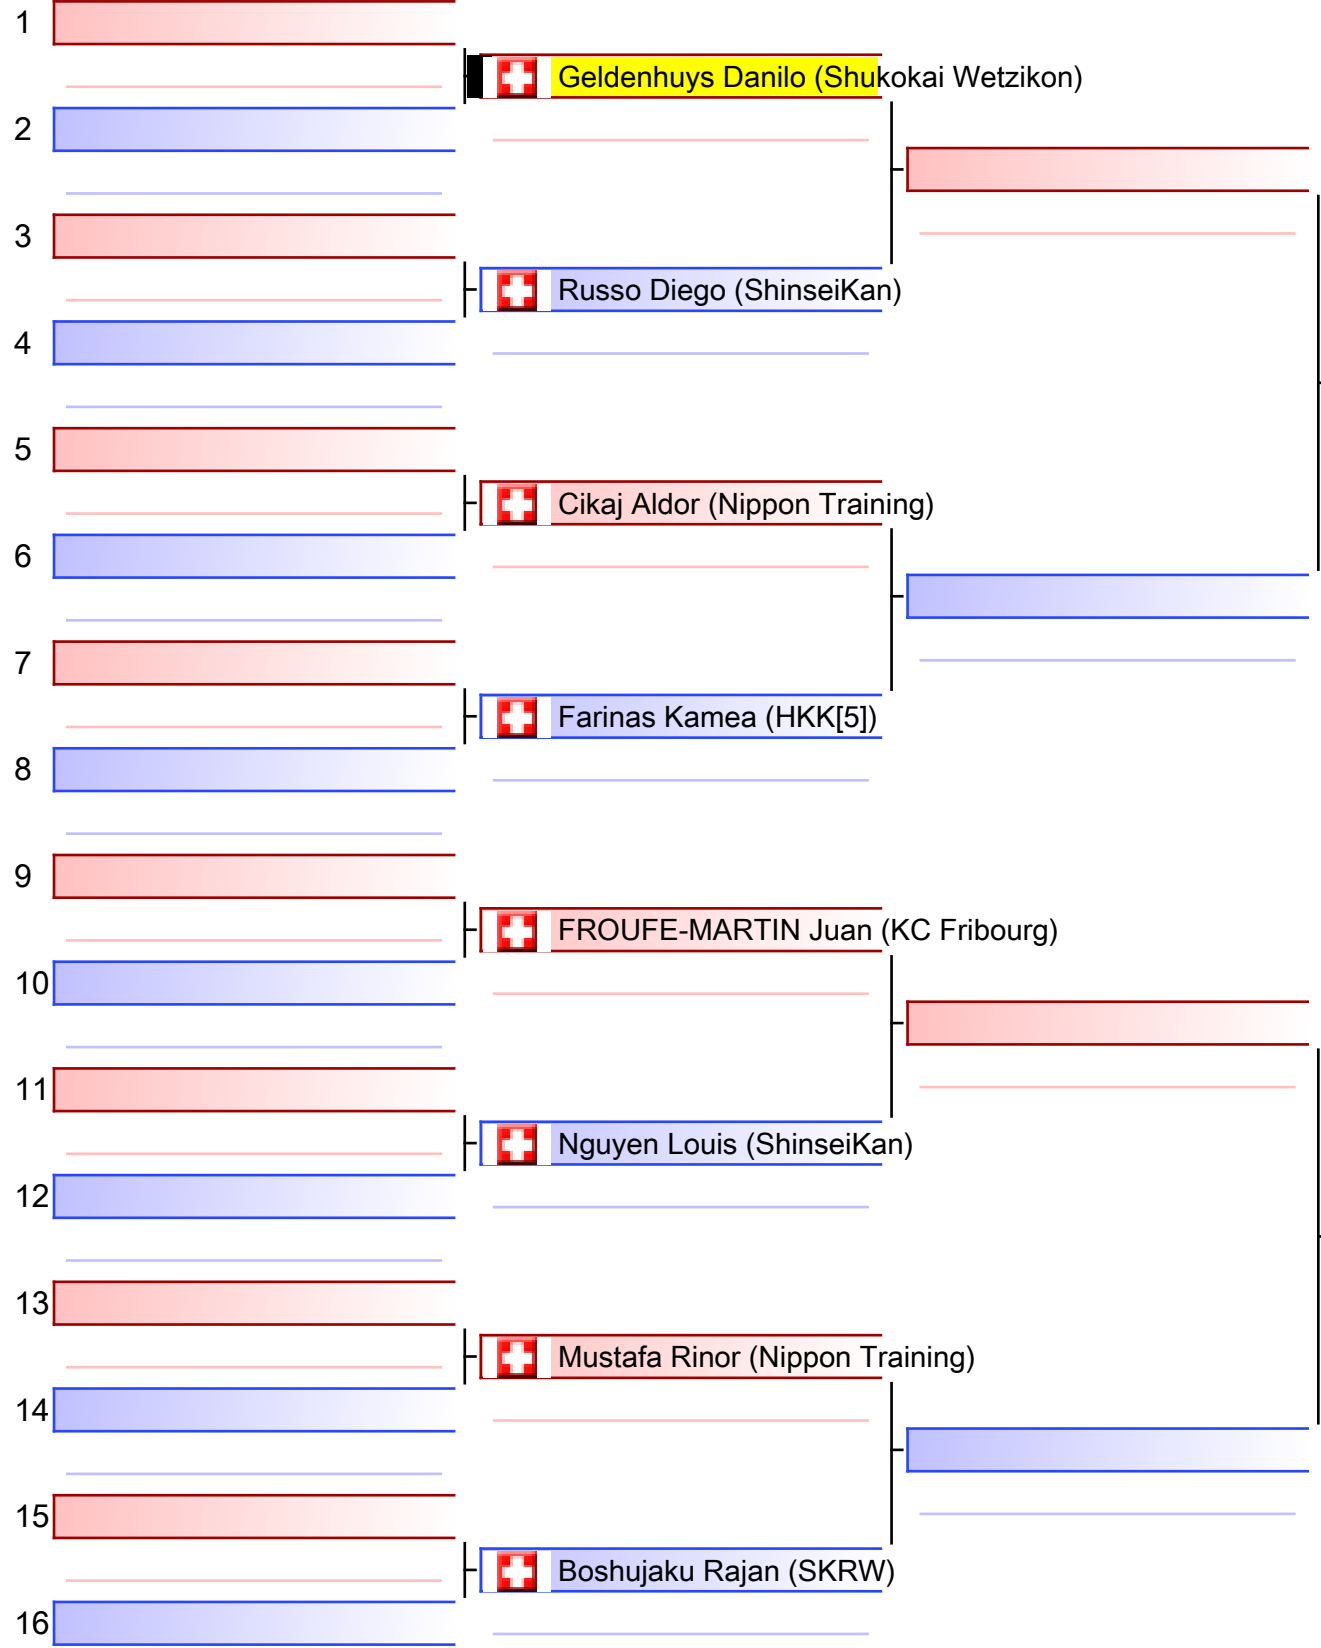 1
Geldenhuys Danilo (Shukokai Wetzikon)
2
3
Russo Diego (ShinseiKan)
4
5
Cikaj Aldor (Nippon Training)
6
7
Farinas Kamea (HKK[5])
8
9
FROUFE-MARTIN Juan (KC Fribourg)
10
11
Nguyen Louis (ShinseiKan)
12
13
Mustafa Rinor (Nippon Training)
14
15
Boshujaku Rajan (SKRW)
16